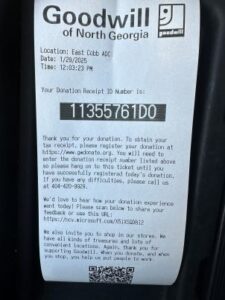 Goodwill
of North Georgia
goodwill
Location: East Cobb ADC
Date: 1/28/2025
Time: 12:03:23 PM
Your Donation Receipt ID Number is:
11355761D0
Thank you for your donation. To obtain your
tax receipt, please register your donation at
https://www.gwdonate.org. You will need to
enter the donation receipt number listed above
so please hang on to this ticket until you
have successfully registered today's donation.
If you have any difficulties, please call us
at 404-420-9929.
We'd love to hear how your donation experience
went today! Please scan below to share your
feedback or use this URL:
We also invite you to shop in our stores. We
have all kinds of treasures and lots of
convenient locations. Again, thank you for
supporting Goodwill. When you donate, and when
you shop, you help us put people to work.